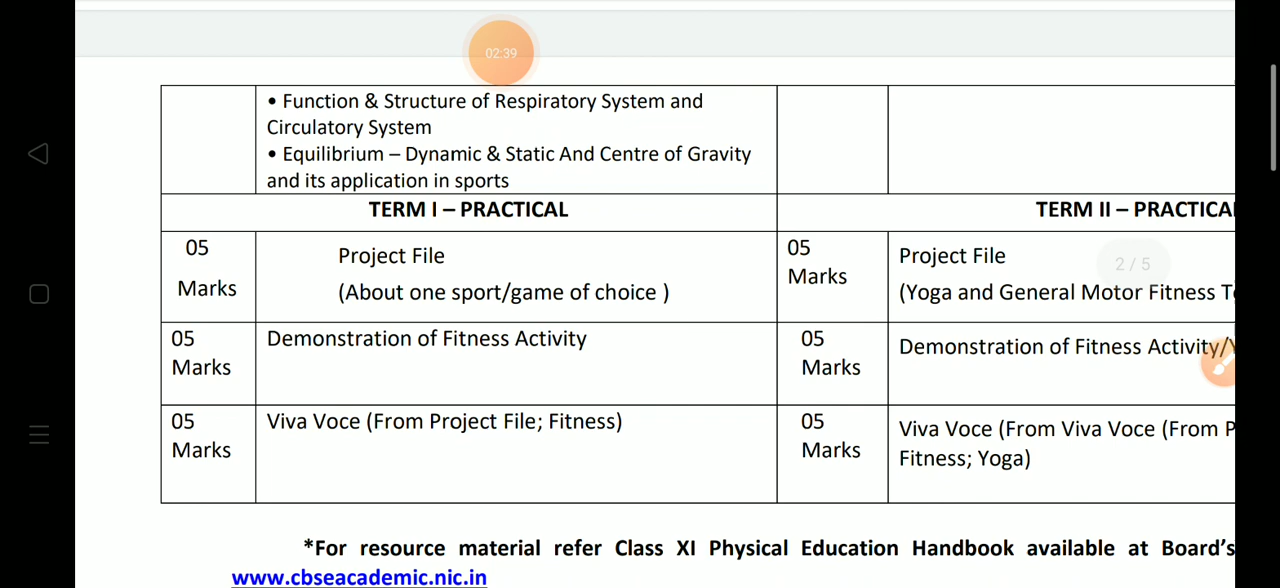 02:39
• Function & Structure of Respiratory System and
Circulatory System
• Equilibrium – Dynamic & Static And Centre of Gravity
and its application in sports
TERM I – PRACTICAL
TERM II – PRACTICA
05
Marks
Project File
(About one sport/game of choice )
05
Marks
Project File
(Yoga and General Motor Fitness
2 / 5
05
Marks
Demonstration of Fitness Activity
05
Marks
Demonstration of Fitness Activity/
05
Marks
Viva Voce (From Project File; Fitness)
05
Marks
Viva Voce (From Viva Voce (From P
Fitness; Yoga)
*For resource material refer Class XI Physical Education Handbook available at Board’s
www.cbseacademic.nic.in